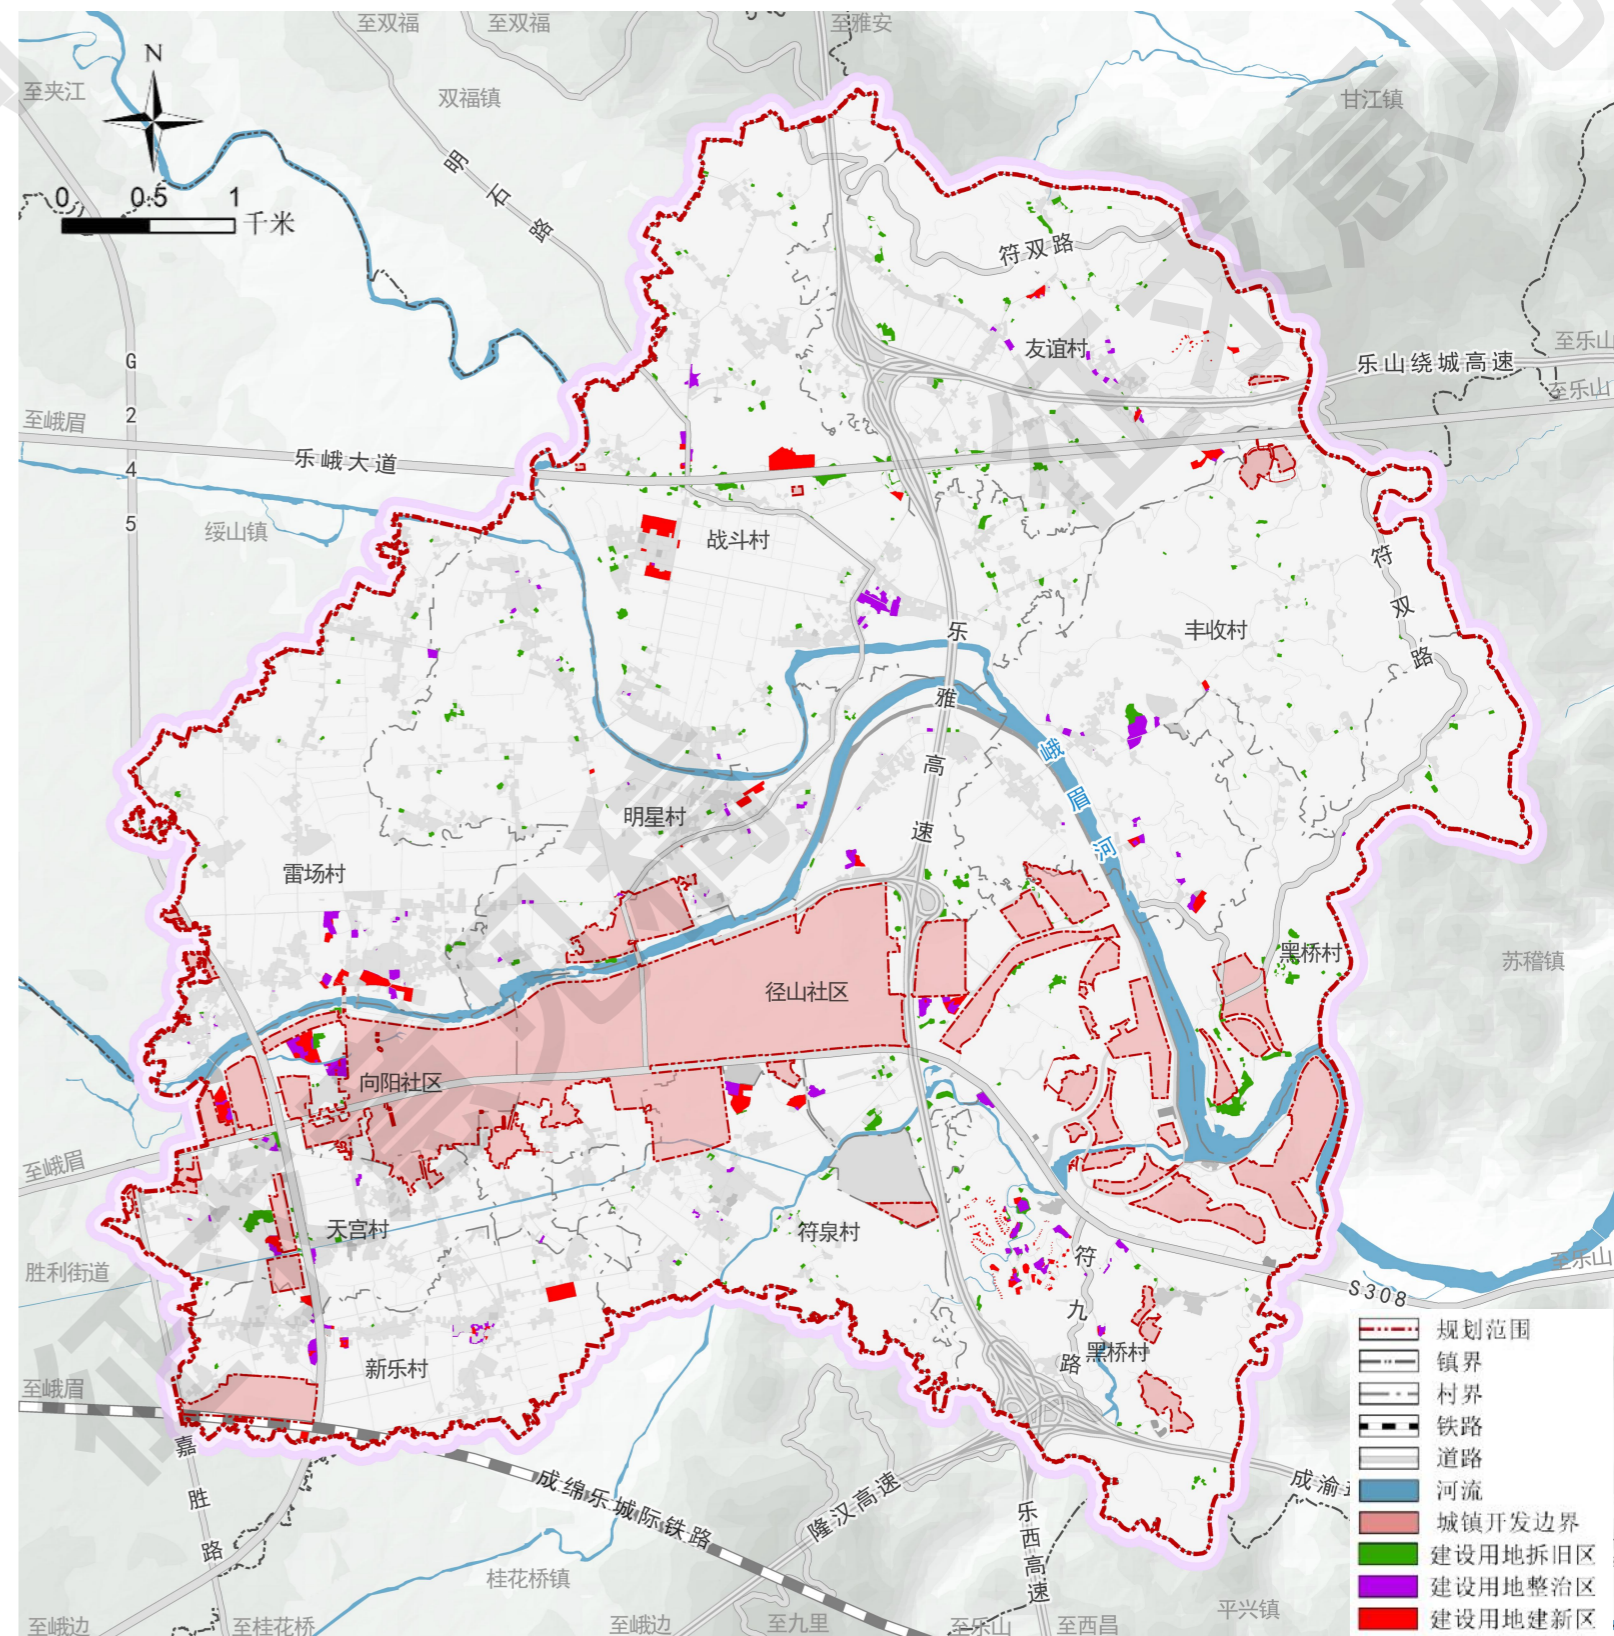 至双福
至双福
至雅安
N
至夹江
双福镇
甘江镇
明石路
0 0.5 1
千米
符双路
友谊村
至乐山
乐山绕城高速
至乐山
G245
至峨眉
乐峨大道
绥山镇
战斗村
符双路
丰收村
乐雅高速
峨眉河
明星村
雷场村
黑桥村
苏稽镇
径山社区
向阳社区
至峨眉
天宫村
符泉村
胜利街道
至乐山
S308
符九路
黑桥村
新乐村
至峨眉
嘉胜路
成绵乐城际铁路
隆汉高速
乐西高速
成渝
桂花桥镇
平兴镇
至峨边
至桂花桥
至峨边
至九里
至乐山
至西昌
规划范围
镇界
村界
铁路
道路
河流
城镇开发边界
建设用地拆旧区
建设用地整治区
建设用地建新区
征求意见稿
征求意见